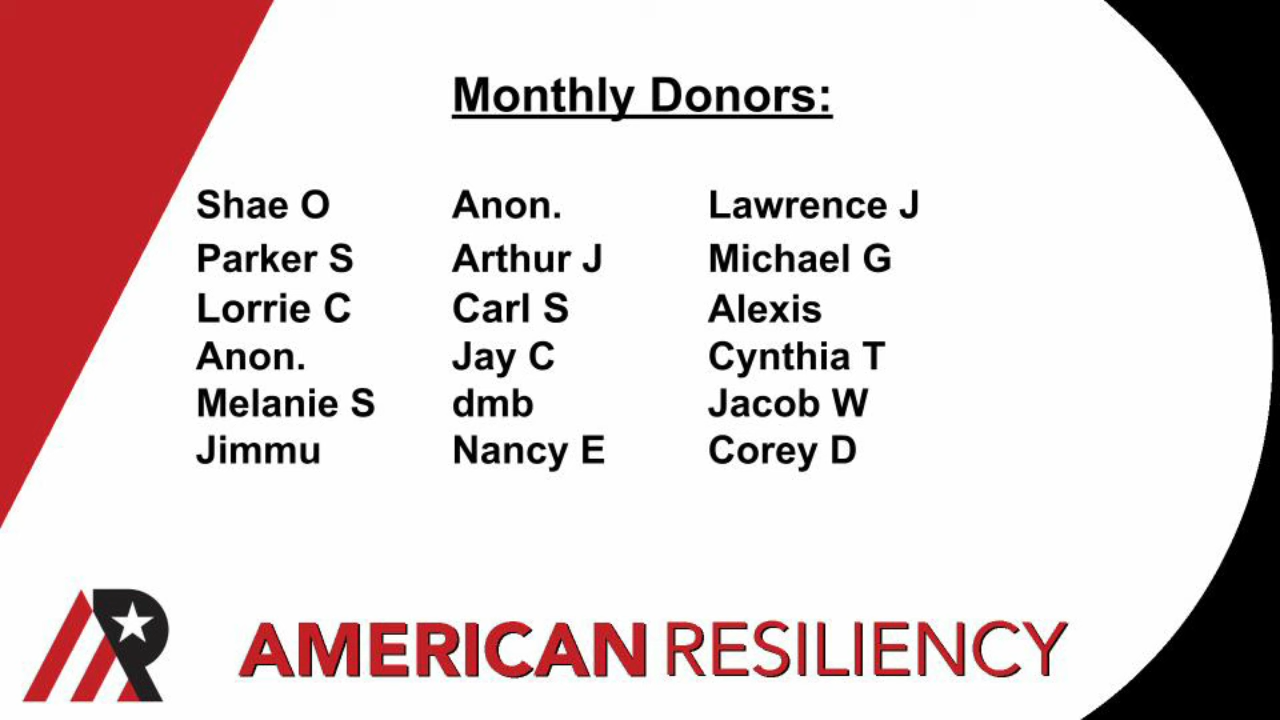 Monthly Donors:
Shae O Anon. Lawrence J
Parker S Arthur J Michael G
Lorrie C Carl S Alexis
Anon. Jay C Cynthia T
Melanie S dmb Jacob W
Jimmu Nancy E Corey D
AR AMERICAN RESILIENCY